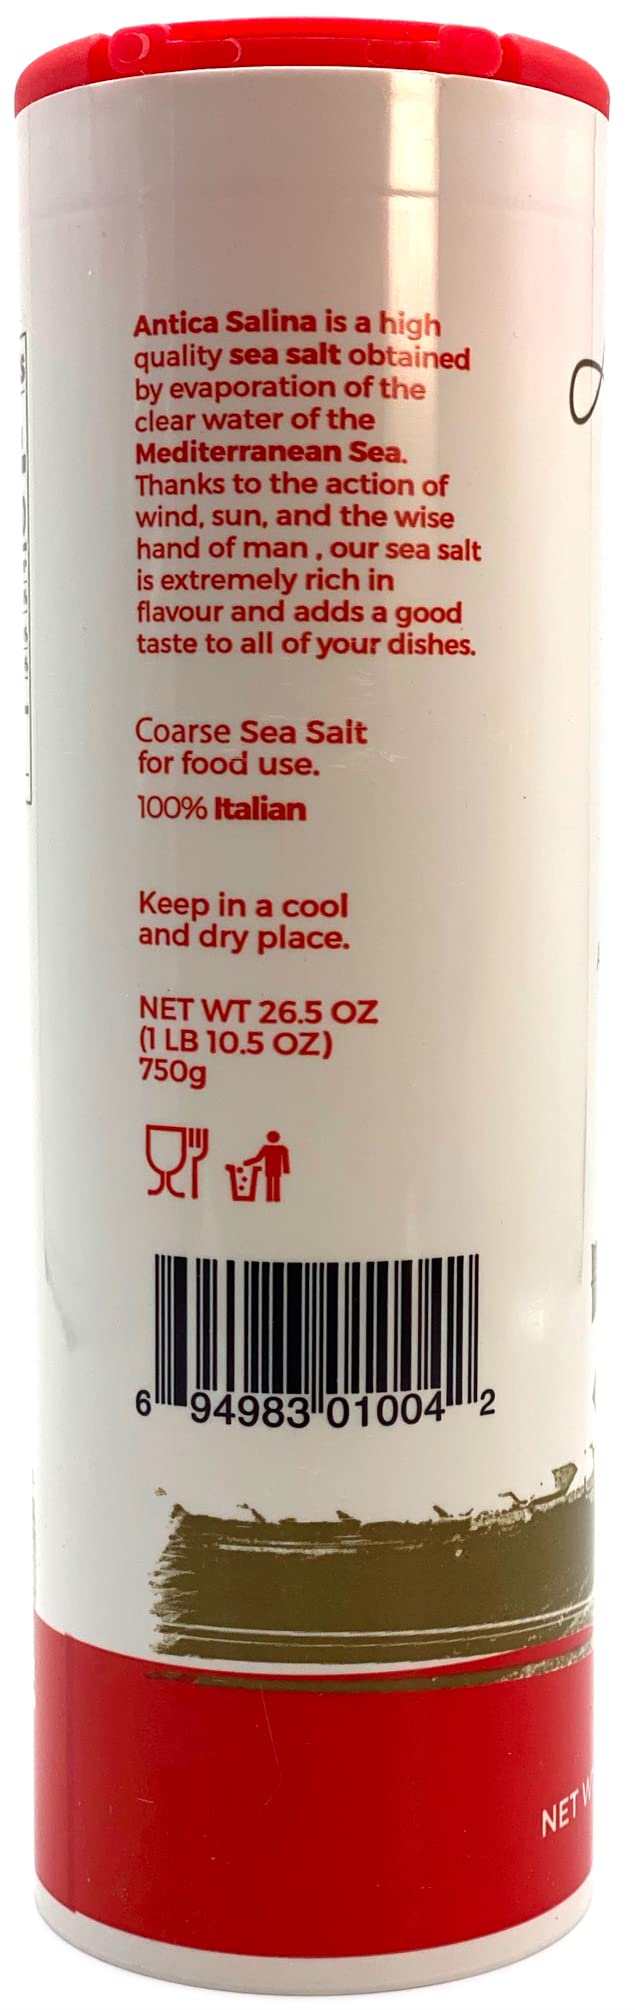 Antica Salina is a high
quality sea salt obtained
by evaporation of the
clear water of the
Mediterranean Sea.
Thanks to the action of
wind, sun, and the wise
hand of man , our sea salt
is extremely rich in
flavour and adds a good
taste to all of your dishes.
Coarse Sea Salt
for food use.
100% Italian
Keep in a cool
and dry place.
NET WT 26.5 OZ
(1 LB 10.5 OZ)
750g
6 94983 01004 2
NET